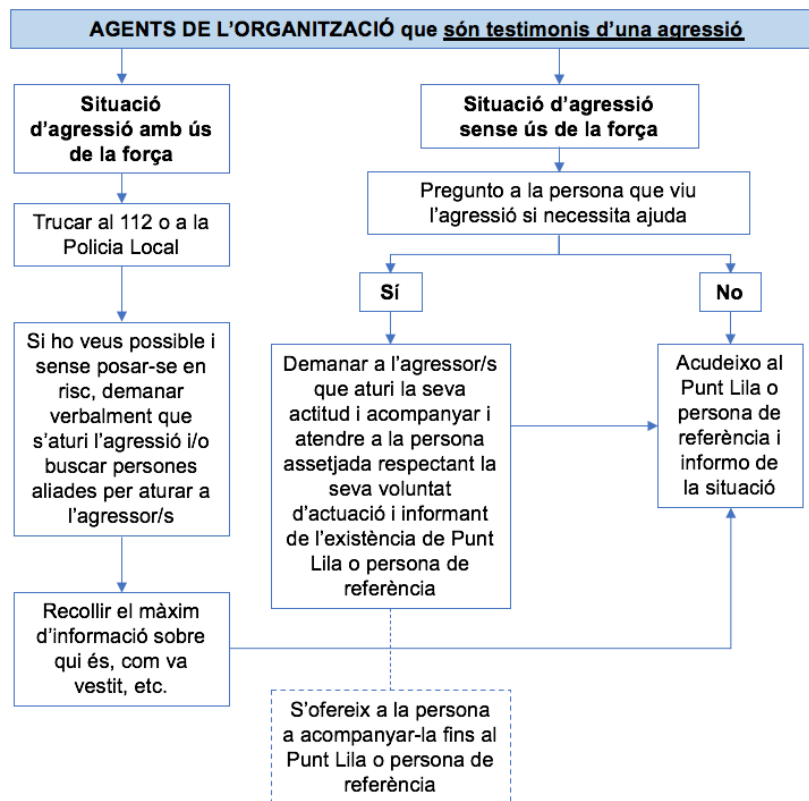 AGENTS DE L’ORGANITZACIÓ que són testimonis d’una agressió
Situació
d’agressió amb ús
de la força
Trucar al 112 o a la
Policia Local
Si ho veus possible i
sense posar-se en
risc, demanar
verbalment que
s’aturi l’agressió i/o
buscar persones
aliades per aturar a
l’agressor/s
Recollir el màxim
d’informació sobre
qui és, com va
vestit, etc.
Situació d’agressió
sense ús de la força
Pregunto a la persona que viu
l’agressió si necessita ajuda
Sí
Demanar a l’agressor/s
que aturi la seva
actitud i acompanyar i
atendre a la persona
assetjada respectant la
seva voluntat
d’actuació i informant
de l’existència de Punt
Lila o persona de
referència
S’ofereix a la persona
a acompanyar-la fins al
Punt Lila o persona de
referència
No
Acudeixo al
Punt Lila o
persona de
referència i
informo de
la situació